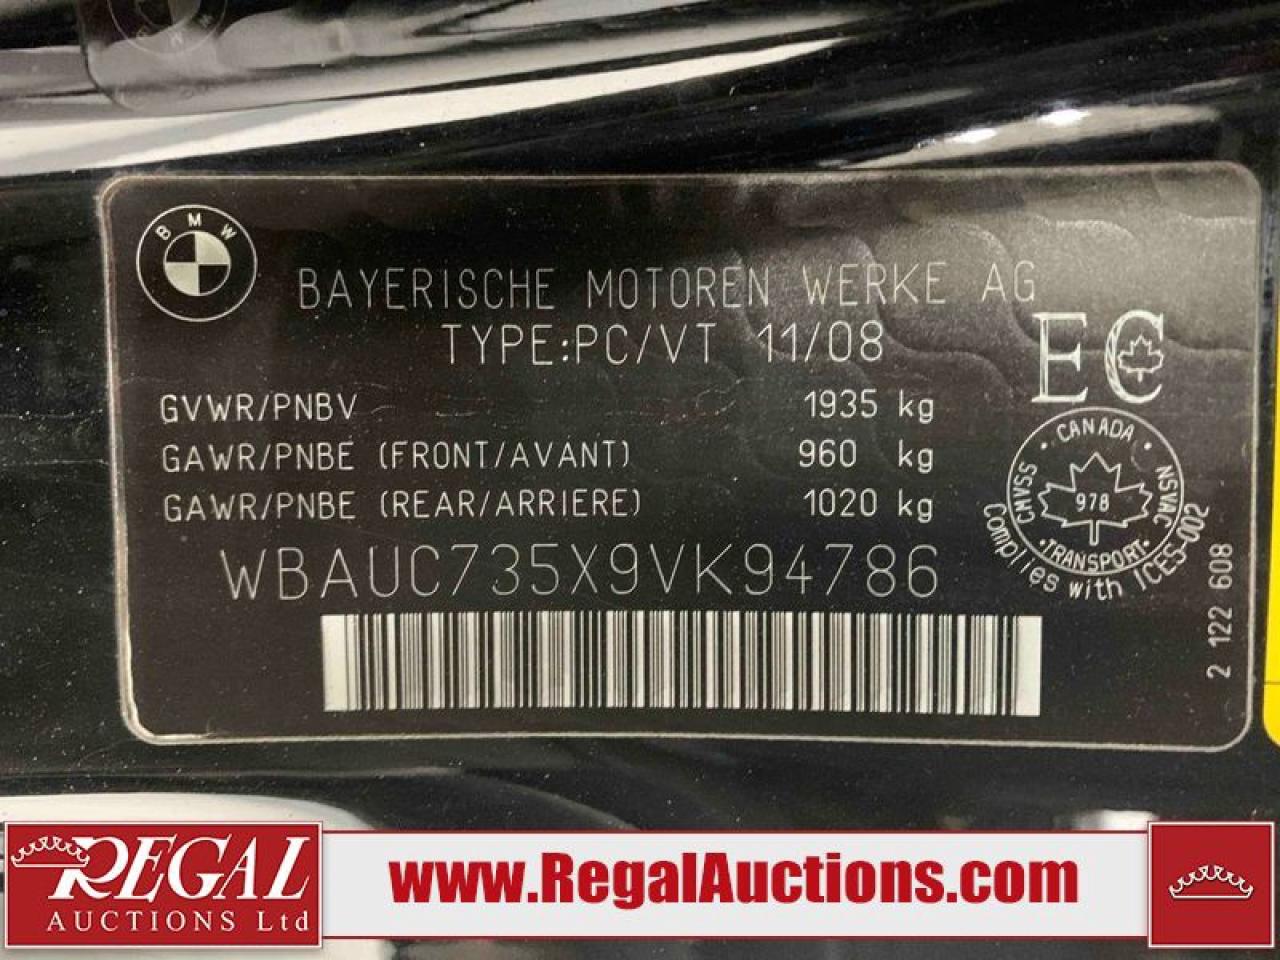 BMW
BAYERISCHE MOTOREN WERKE AG
TYPE:PC/VT 11/08
GVWR/PNBV 1935 kg
GAWR/PNBE (FRONT/AVANT) 960 kg
GAWR/PNBE (REAR/ARRIERE) 1020 kg
WBAUC735X9VK94786
EC
CANADA
CMVSS NSVAC
978
TRANSPORT
Complies with ICES-002
2 122 608
REGAL
AUCTIONS Ltd
www.RegalAuctions.com